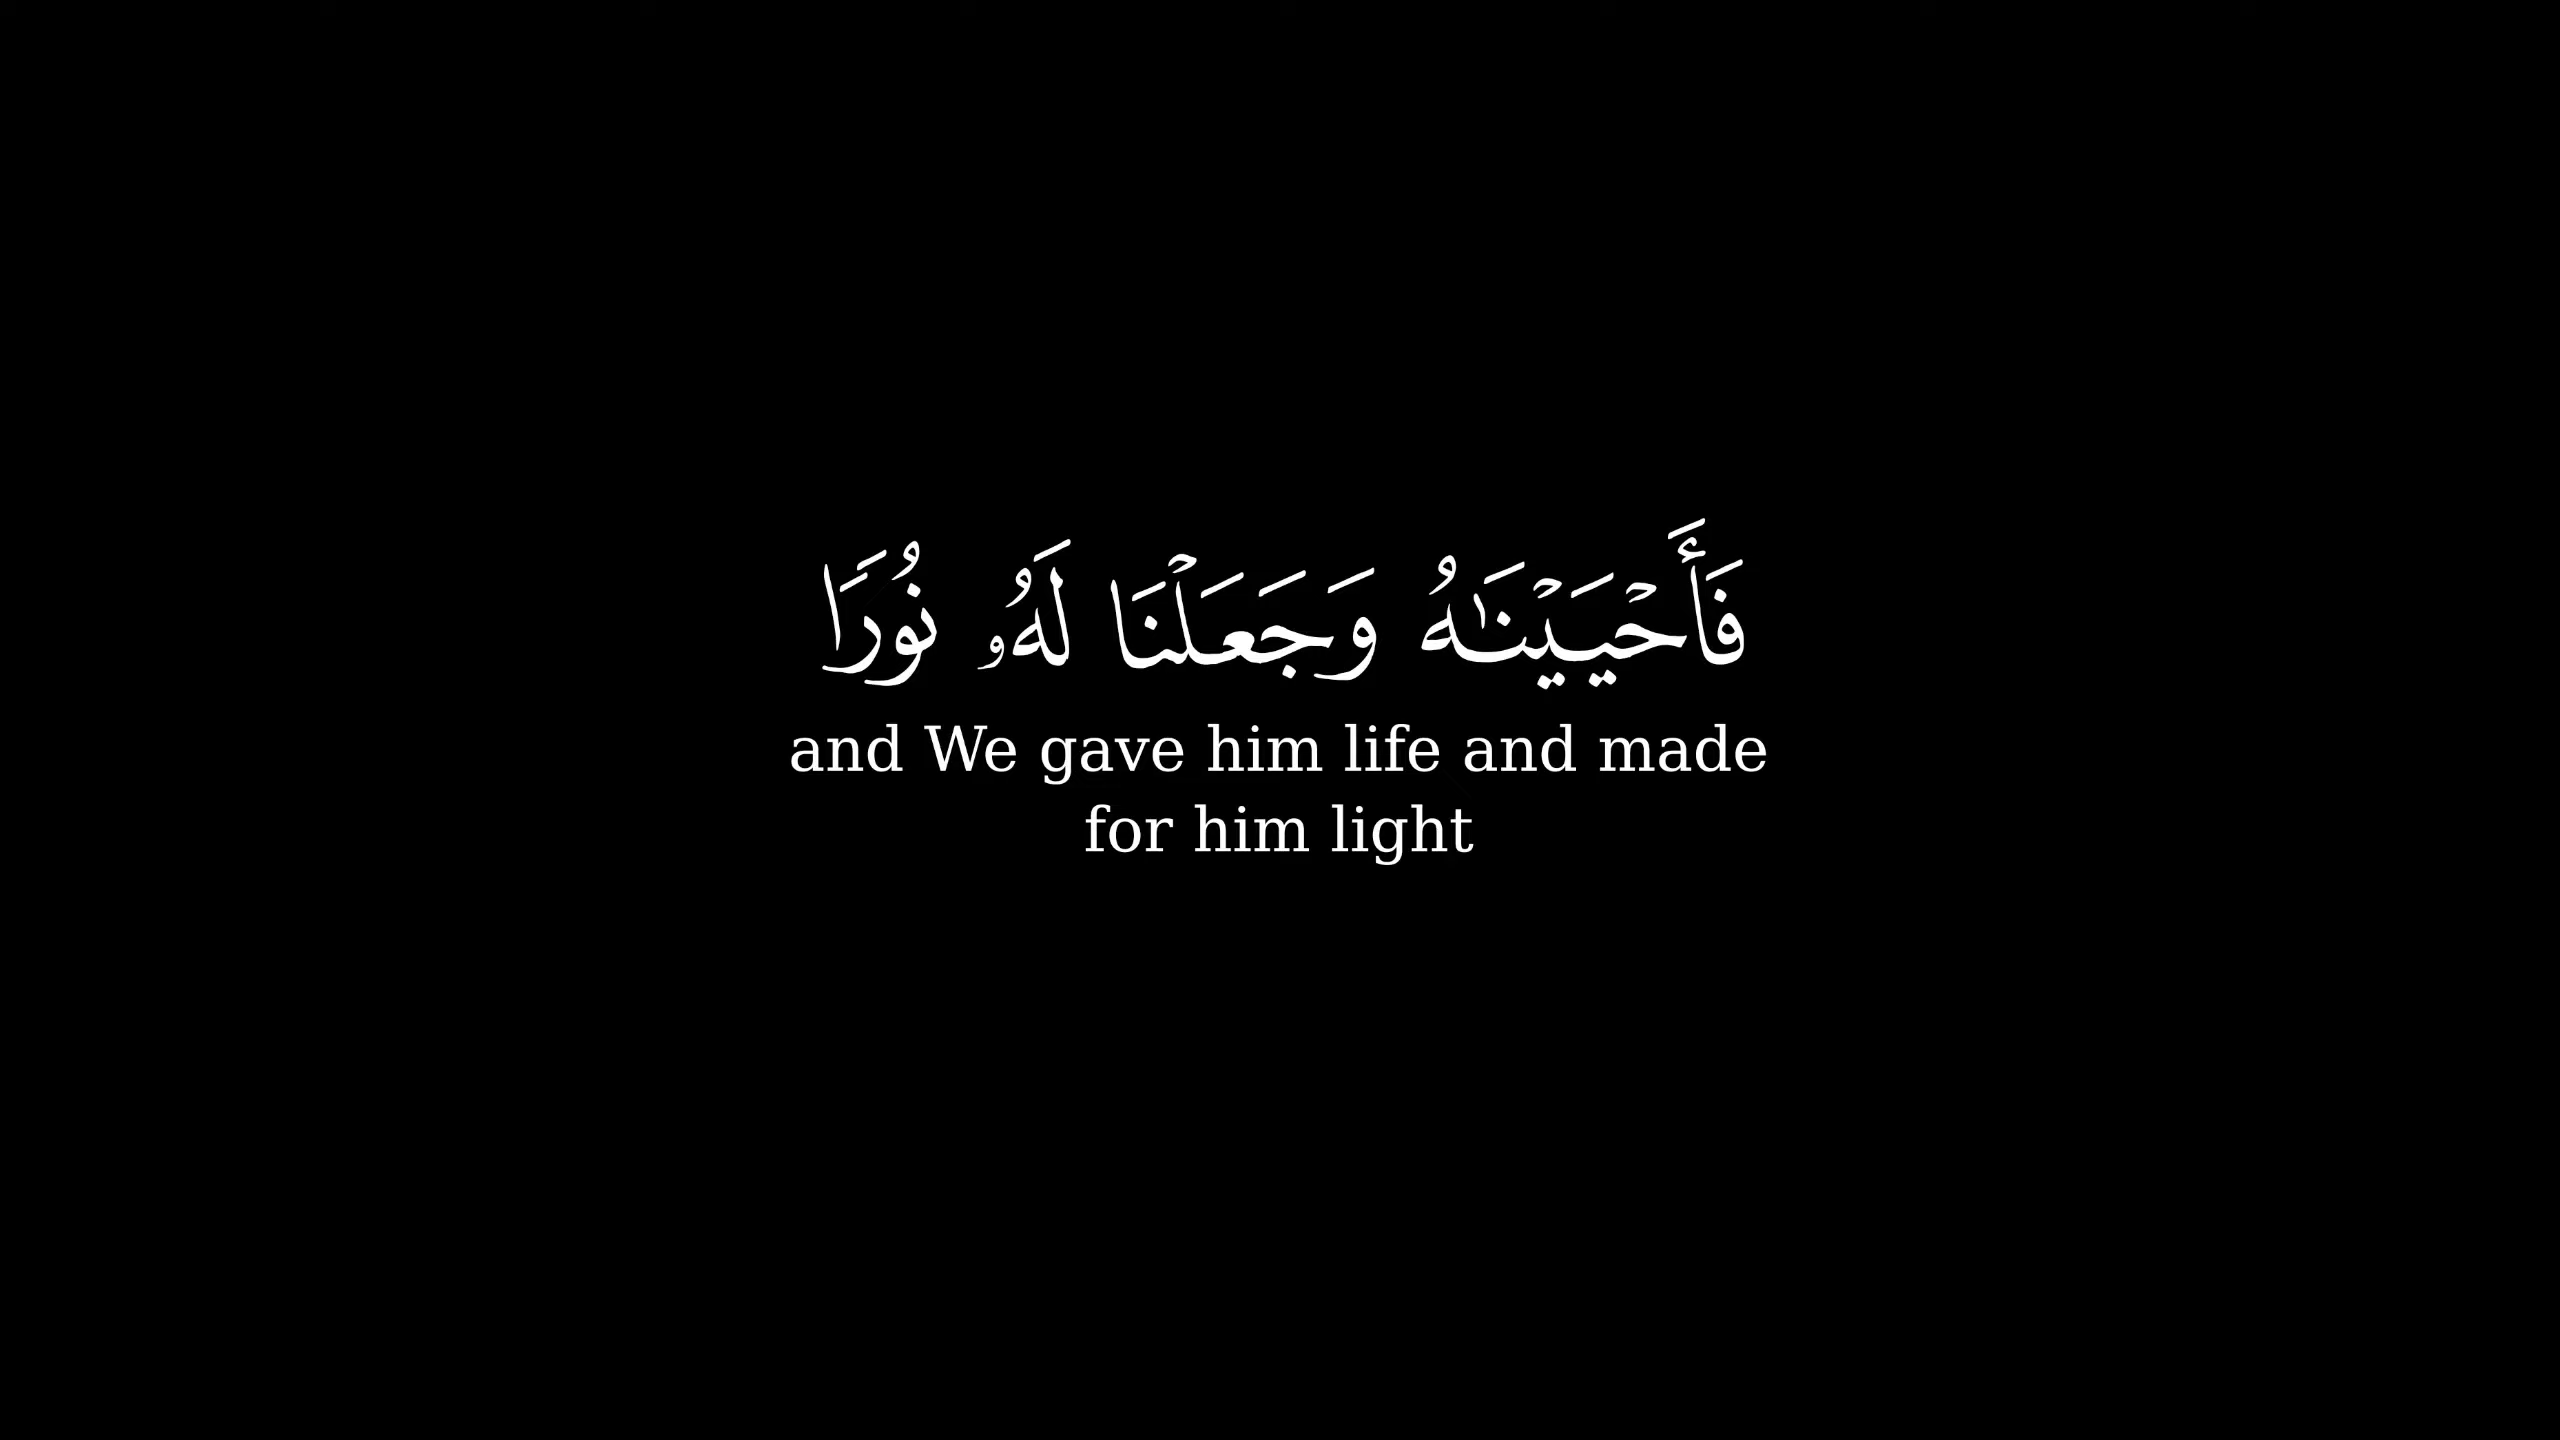 فَأَحْيَيْنَٰهُ وَجَعَلْنَا لَهُۥ نُورًا
and We gave him life and made
for him light